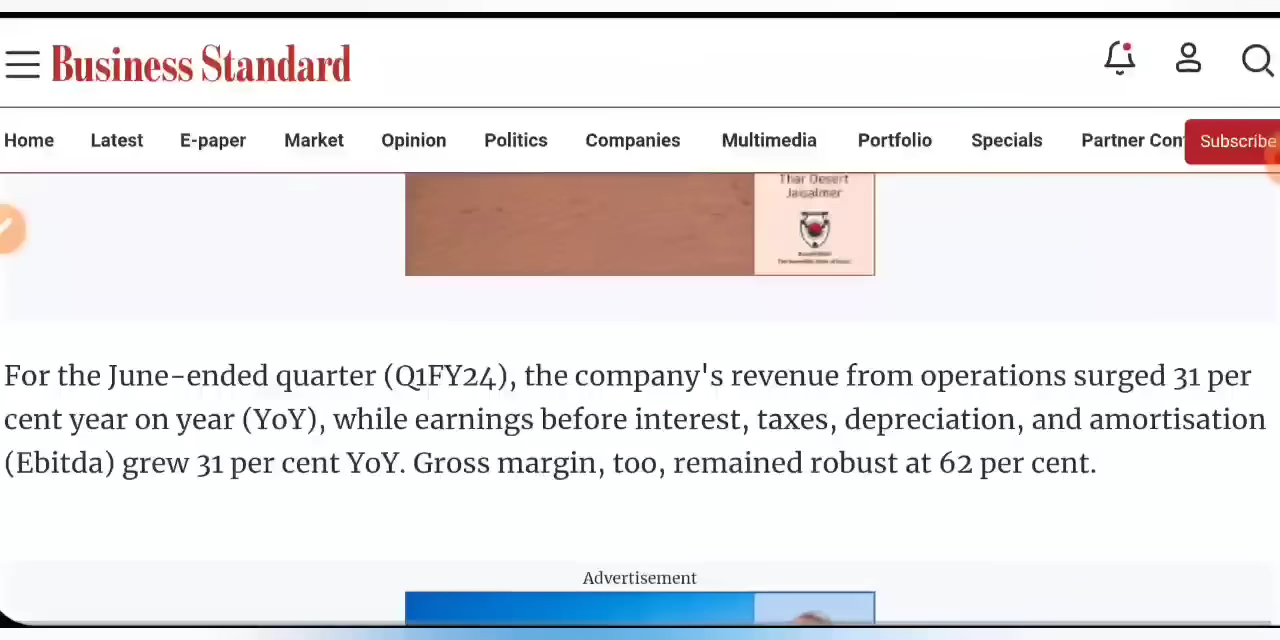 Business Standard
Home Latest E-paper Market Opinion Politics Companies Multimedia Portfolio Specials Partner Con Subscribe
Thar Desert
Jaisalmer
For the June-ended quarter (Q1FY24), the company's revenue from operations surged 31 per
cent year on year (YoY), while earnings before interest, taxes, depreciation, and amortisation
(Ebitda) grew 31 per cent YoY. Gross margin, too, remained robust at 62 per cent.
Advertisement